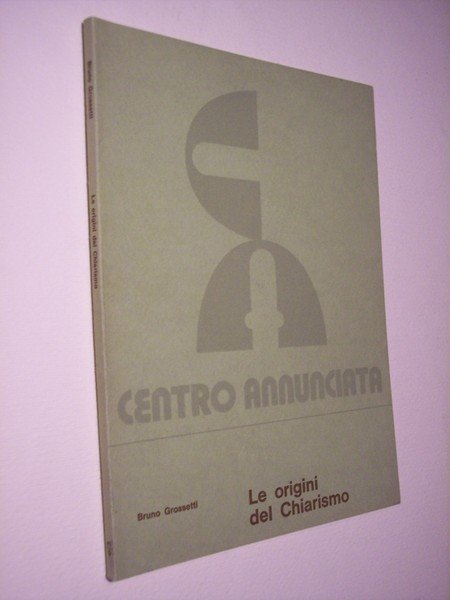 Bruno Grossetti
Le origini del Chiarismo
CENTRO ANNUNCIATA
Bruno Grossetti
Le origini
del Chiarismo